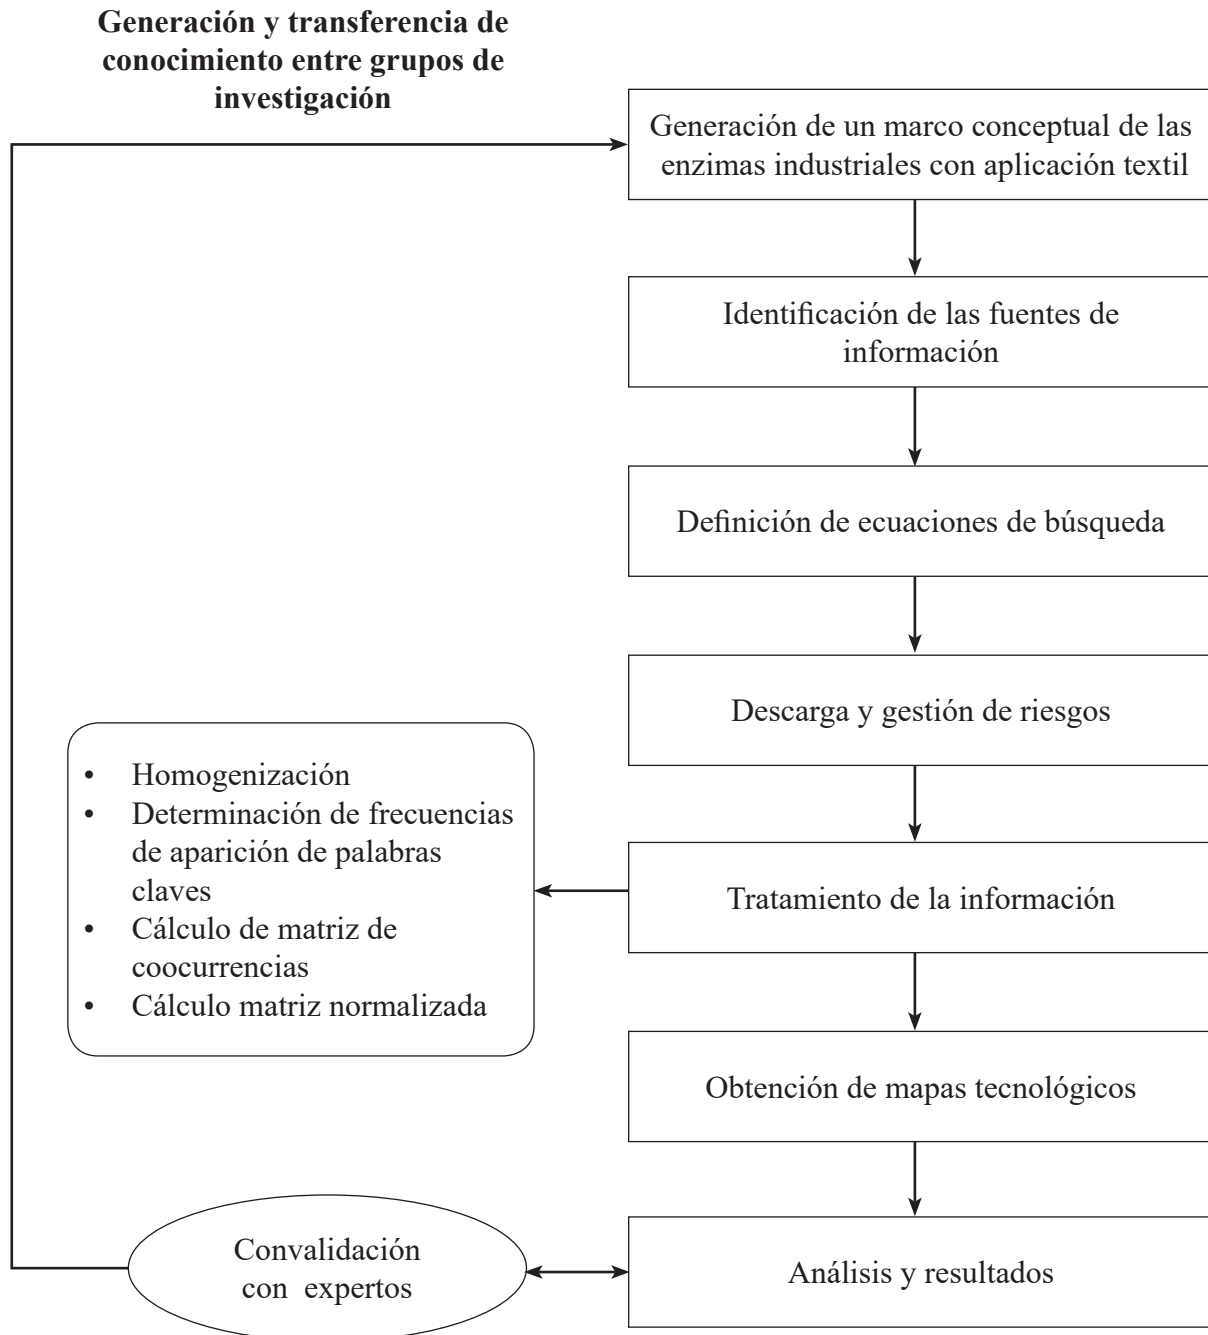 Generación y transferencia de
conocimiento entre grupos de
investigación
Generación de un marco conceptual de las
enzimas industriales con aplicación textil
Identificación de las fuentes de
información
Definición de ecuaciones de búsqueda
Descarga y gestión de riesgos
• Homogenización
• Determinación de frecuencias
de aparición de palabras
claves
• Cálculo de matriz de
coocurrencias
• Cálculo matriz normalizada
Tratamiento de la información
Obtención de mapas tecnológicos
Convalidación
con expertos
Análisis y resultados